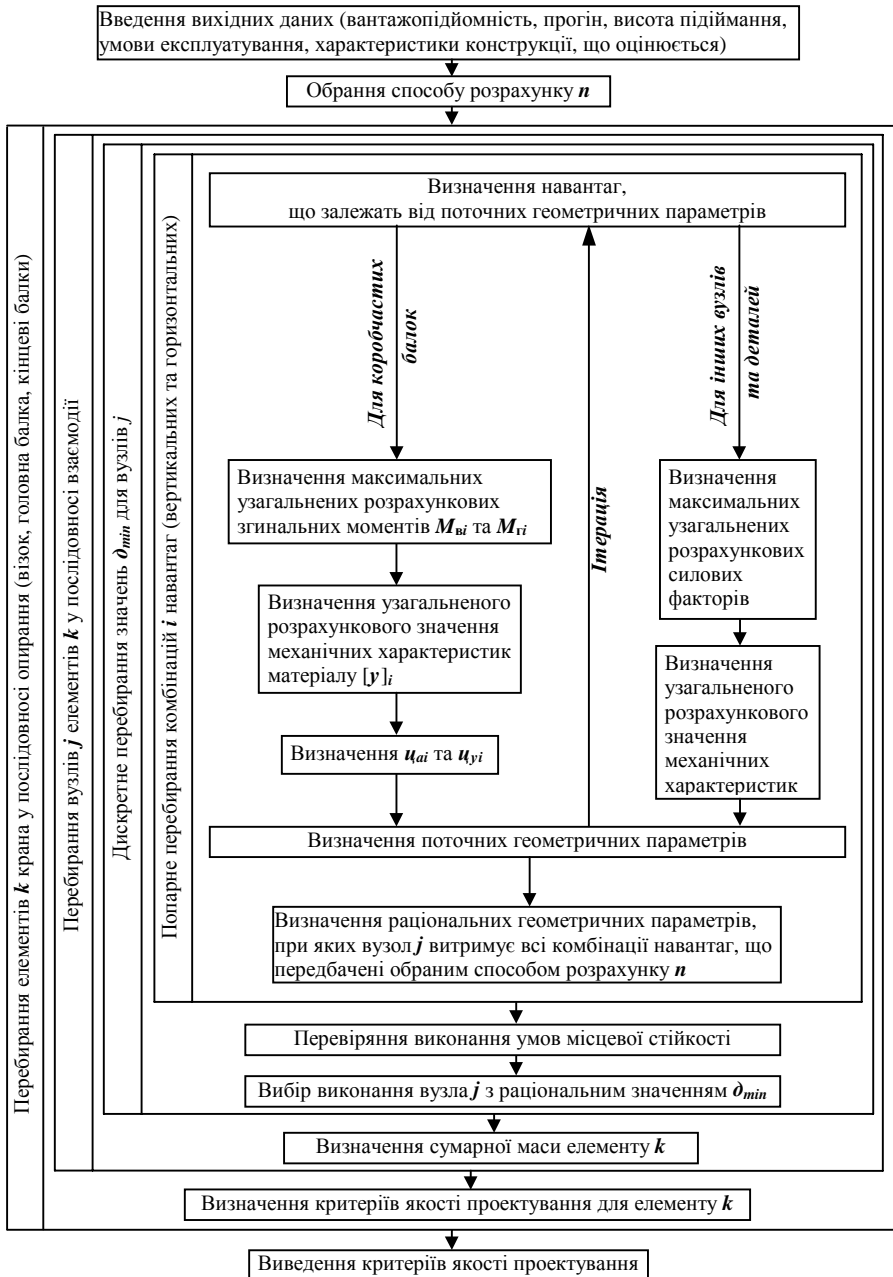 Введення вихідних даних (вантажопідйомність, прогін, висота підіймання,
умови експлуатування, характеристики конструкції, що оцінюється)
Обрання способу розрахунку n
Перебирання елементів k крана у послідовності опирання (візок, головна балка, кінцеві балки)
Перебирання вузлів j елементів k у послідовності взаємодії
Дискретне перебирання значень ∂min для вузлів j
Попарне перебирання комбінацій i навантаг (вертикальних та горизонтальних)
Визначення навантаг,
що залежать від поточних геометричних параметрів
Для коробчастих
балок
Ітерація
Для інших вузлів
та деталей
Визначення максимальних
узагальнених розрахункових
згинальних моментів Mвi та Mгi
Визначення узагальненого
розрахункового значення
механічних характеристик
матеріалу [y]i
Визначення цai та цyi
Визначення
максимальних
узагальнених
розрахункових
силових
факторів
Визначення
узагальненого
розрахункового
значення
механічних
характеристик
Визначення поточних геометричних параметрів
Визначення раціональних геометричних параметрів,
при яких вузол j витримує всі комбінації навантаг, що
передбачені обраним способом розрахунку n
Перевіряння виконання умов місцевої стійкості
Вибір виконання вузла j з раціональним значенням ∂min
Визначення сумарної маси елементу k
Визначення критеріїв якості проектування для елементу k
Виведення критеріїв якості проектування